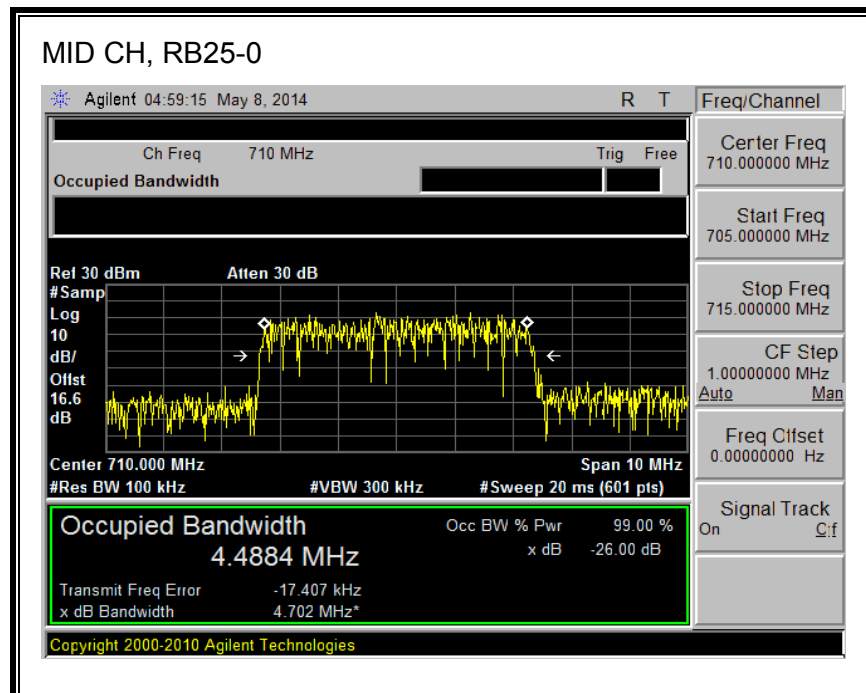 MID CH, RB25-0
Agilent 04:59:15 May 8, 2014 R T
Freq/Channel
Ch Freq 710 MHz Trig Free
Occupied Bandwidth
Center Freq
710.000000 MHz
Start Freq
705.000000 MHz
Stop Freq
715.000000 MHz
CF Step
1.00000000 MHz
Auto Man
Freq Offset
0.00000000 Hz
Signal Track
On Off
Ref 30 dBm Atten 30 dB
#Samp
Log
10
dB/
Offst
16.6
dB
Center 710.000 MHz Span 10 MHz
#Res BW 100 kHz #VBW 300 kHz #Sweep 20 ms (601 pts)
Occupied Bandwidth
4.4884 MHz
Occ BW % Pwr 99.00 %
x dB -26.00 dB
Transmit Freq Error -17.407 kHz
x dB Bandwidth 4.702 MHz*
Copyright 2000-2010 Agilent Technologies